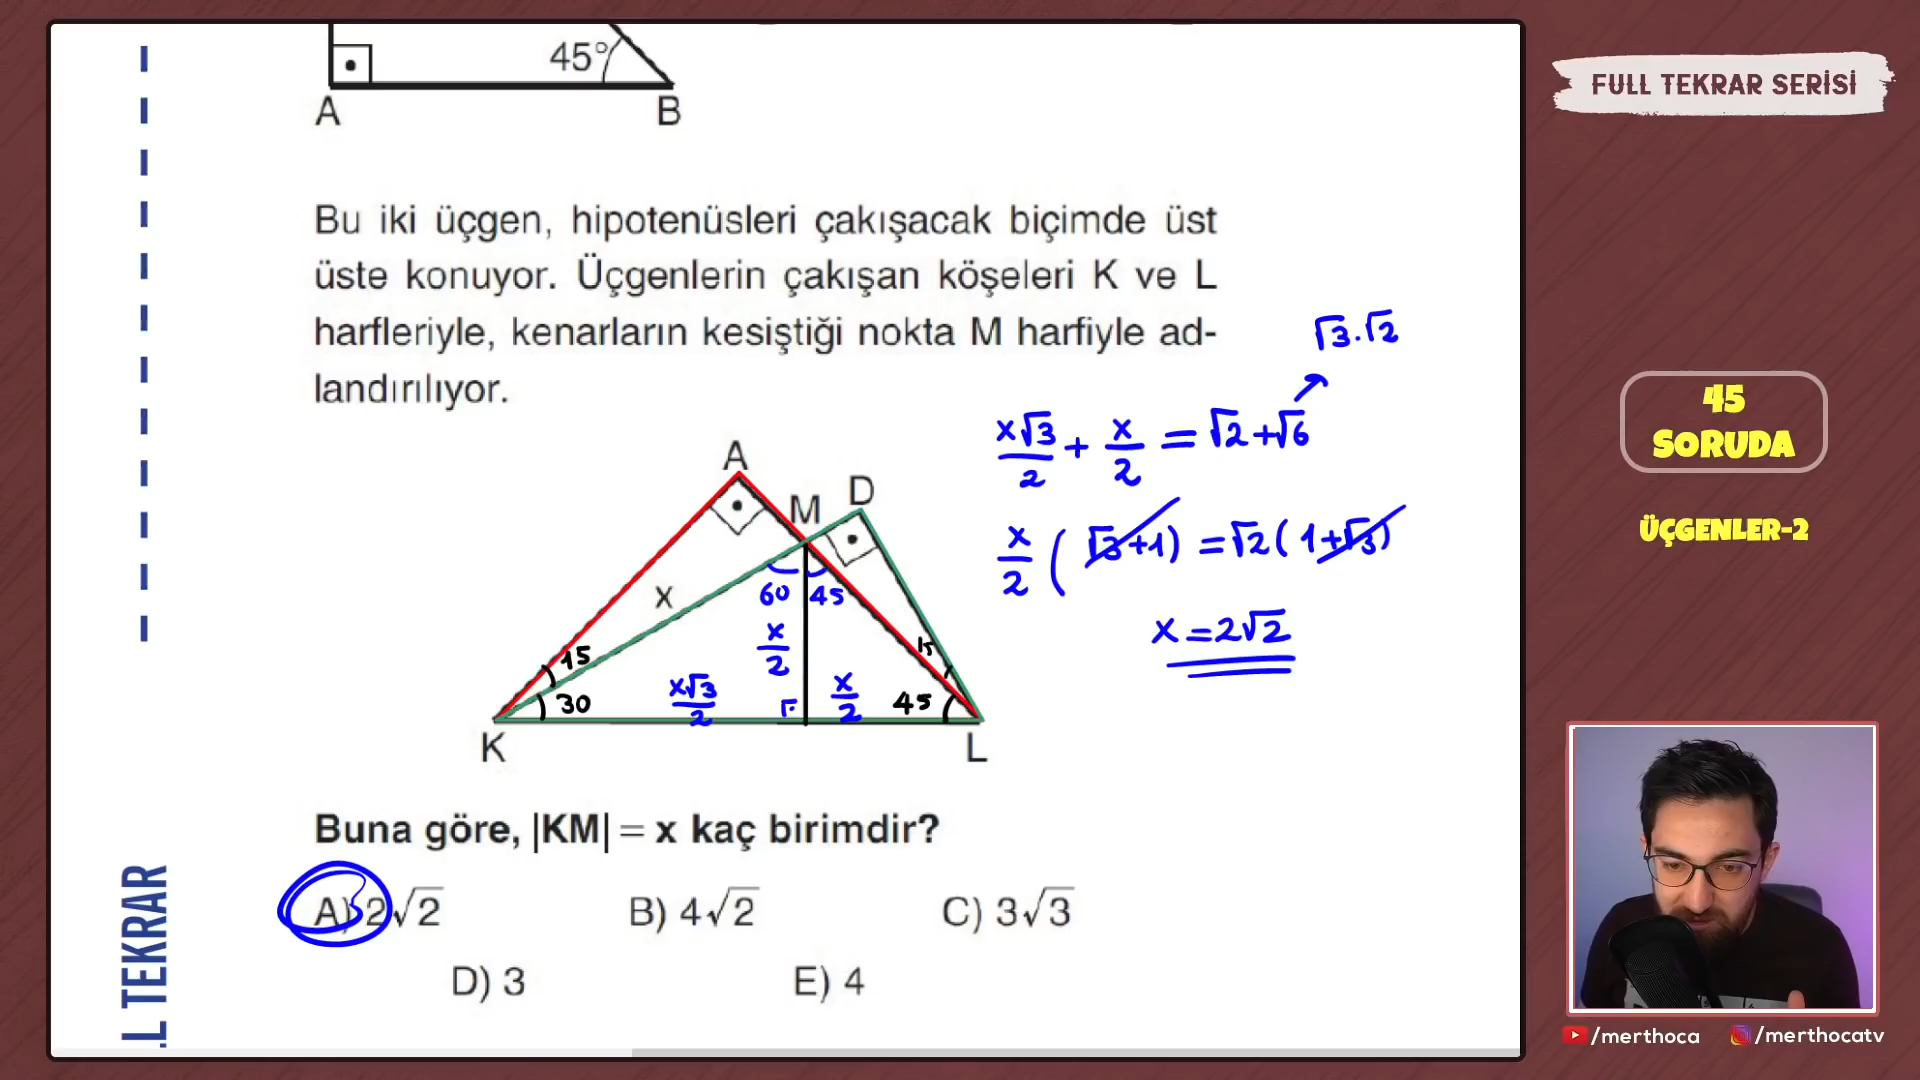 45°
A
B
FULL TEKRAR SERİSİ
Bu iki üçgen, hipotenüsleri çakışacak biçimde üst
üste konuyor. Üçgenlerin çakışan köşeleri K ve L
harfleriyle, kenarların kesiştiği nokta M harfiyle ad-
landırılıyor.
√3.√2
x√3/2 + x/2 = √2+√6
x/2 (√3+1) = √2(1+√3)
x = 2√2
A
M
D
x
60
45
15
15
30
x/2
x√3/2
x/2
45
K
L
Buna göre, |KM| = x kaç birimdir?
A) 2√2
B) 4√2
C) 3√3
D) 3
E) 4
L TEKRAR
45
SORUDA
ÜÇGENLER-2
/merthoca
/merthocatv